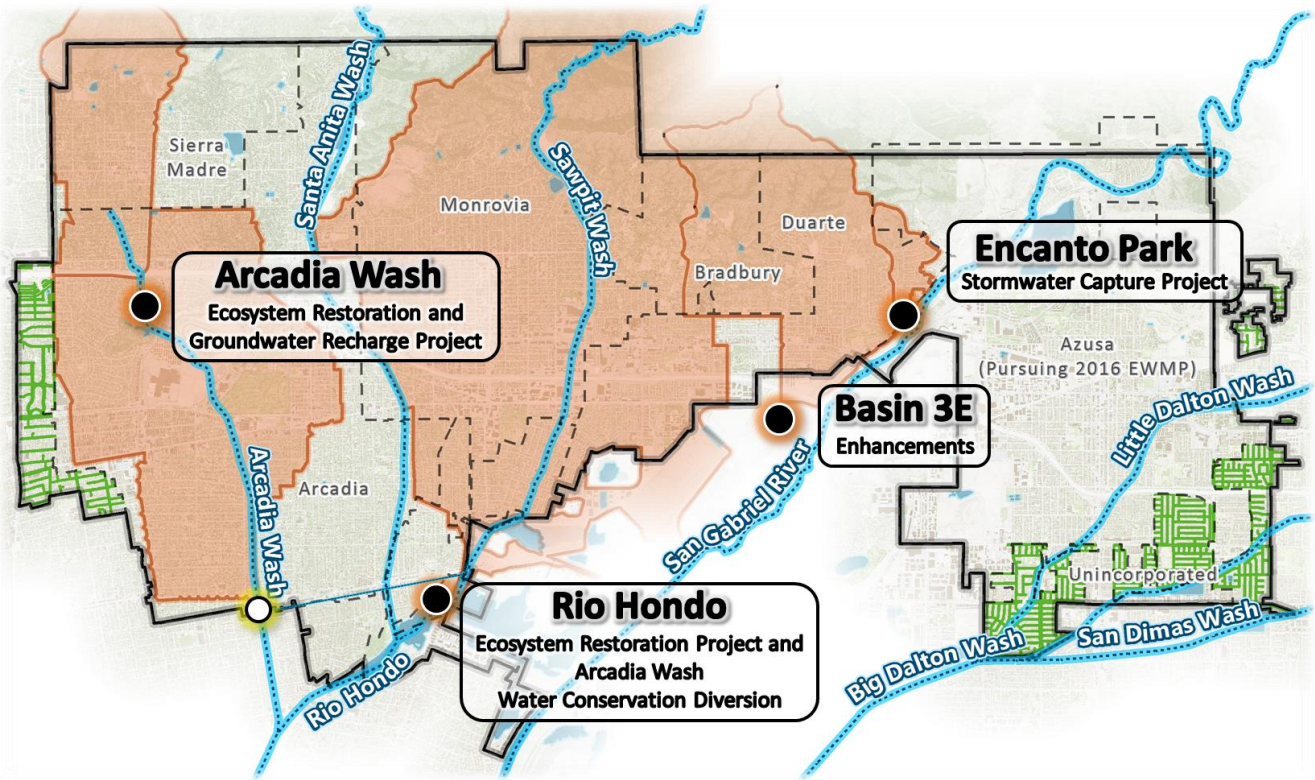 Santa Anita Wash
Sierra
Madre
Monrovia
Sawpit Wash
Duarte
Bradbury
Encanto Park
Stormwater Capture Project
Arcadia Wash
Ecosystem Restoration and
Groundwater Recharge Project
Azusa
(Pursuing 2016 EWMP)
Basin 3E
Enhancements
Little Dalton Wash
Arcadia
Arcadia Wash
San Gabriel River
Unincorporated
Rio Hondo
Ecosystem Restoration Project and
Arcadia Wash
Water Conservation Diversion
Rio Hondo
Big Dalton Wash
San Dimas Wash